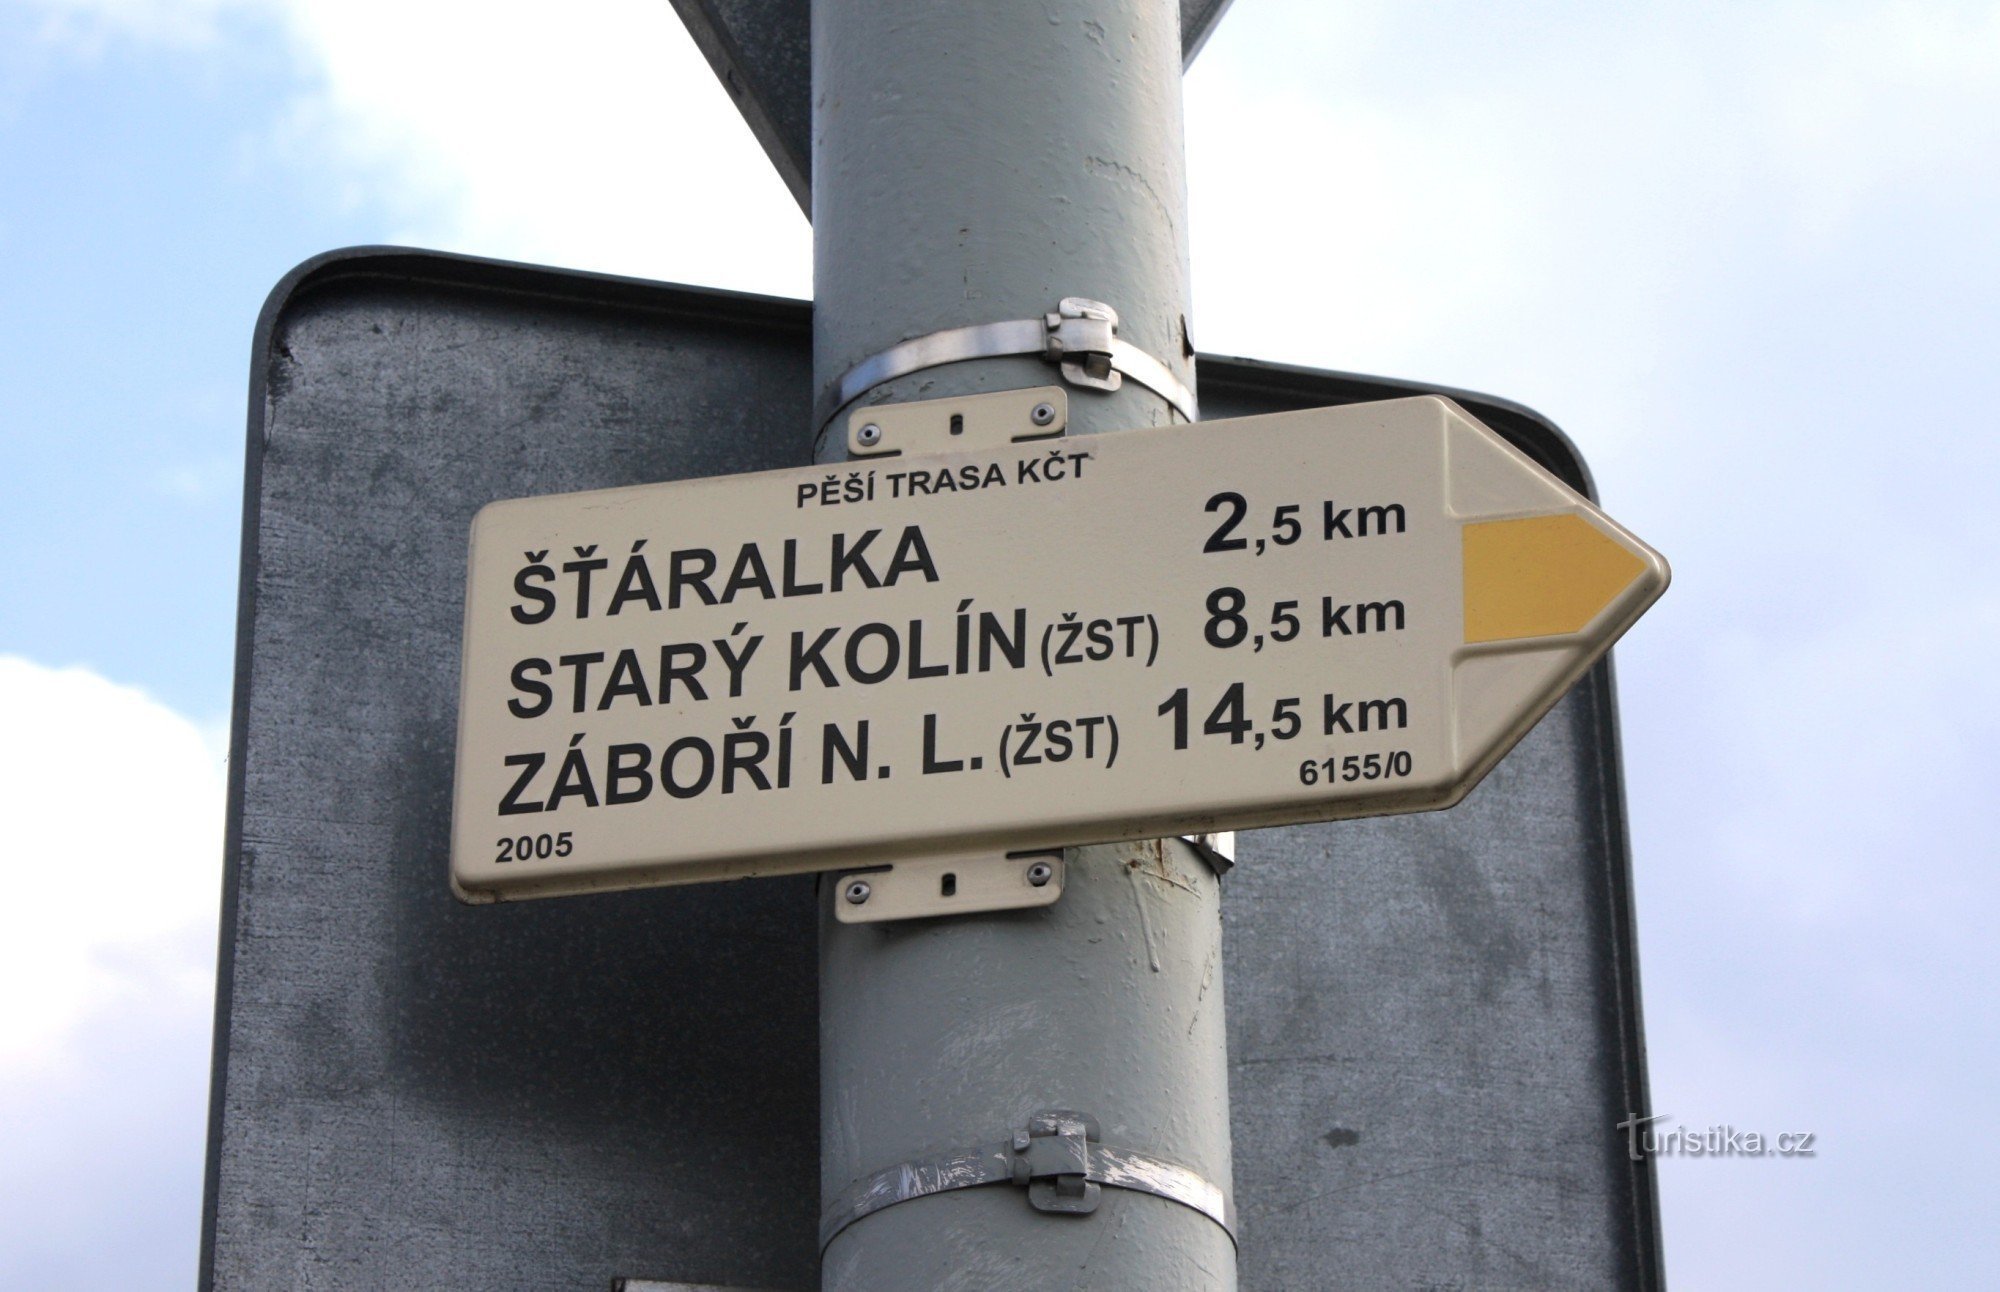 PĚŠÍ TRASA KČT
ŠŤÁRALKA 2,5 km
STARÝ KOLÍN (ŽST) 8,5 km
ZÁBOŘÍ N. L. (ŽST) 14,5 km
2005 6155/0
Turistika.cz